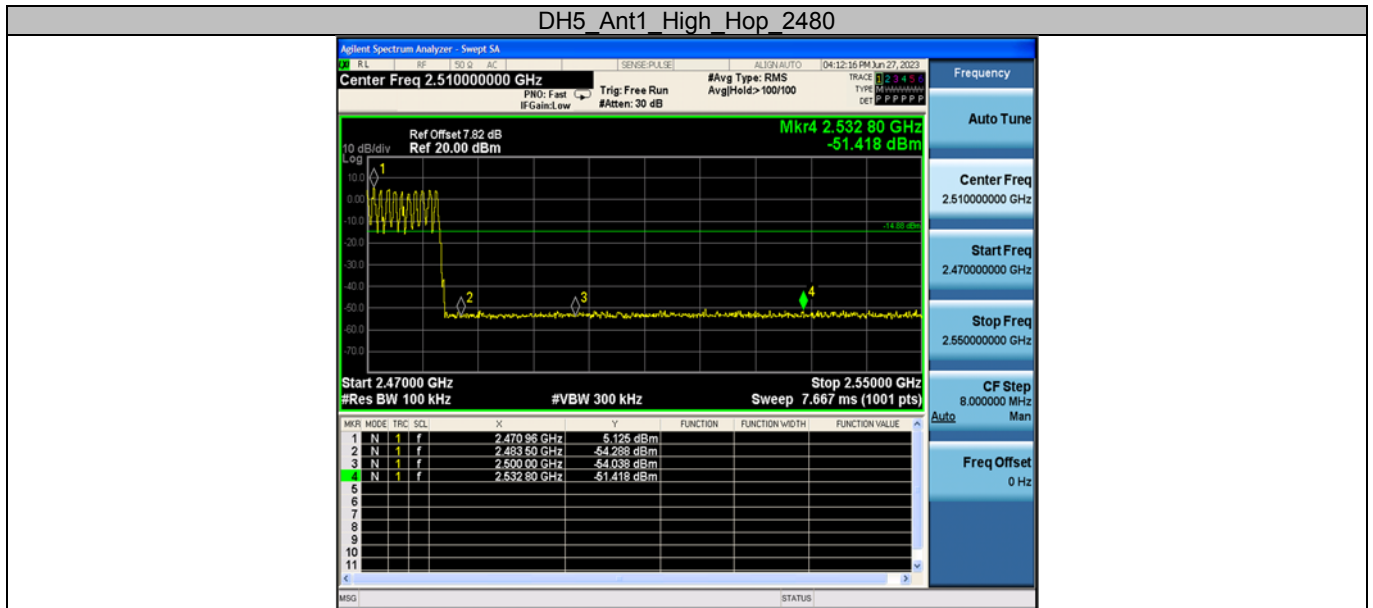 DH5_Ant1_High_Hop_2480
Agilent Spectrum Analyzer - Swept SA
RL RF 50 Ω AC SENSE:PULSE ALIGNAUTO 04:12:16 PM Jun 27, 2023
Center Freq 2.510000000 GHz
PNO: Fast
IFGain:Low
Trig: Free Run
#Atten: 30 dB
#Avg Type: RMS
Avg|Hold:> 100/100
TRACE 1 2 3 4 5 6
TYPE M
DET P P P P P P
Ref Offset 7.82 dB
Ref 20.00 dBm
10 dB/div
Log
Mkr4 2.532 80 GHz
-51.418 dBm
10.0
0.00
-10.0
-20.0
-30.0
-40.0
-50.0
-60.0
-70.0
1
2
3
4
-14.88 dBm
Start 2.47000 GHz
Stop 2.55000 GHz
#Res BW 100 kHz
#VBW 300 kHz
Sweep 7.667 ms (1001 pts)
MKR MODE TRC SCL X Y FUNCTION FUNCTION WIDTH FUNCTION VALUE
1 N 1 f 2.470 96 GHz 5.125 dBm
2 N 1 f 2.483 50 GHz -54.288 dBm
3 N 1 f 2.500 00 GHz -54.038 dBm
4 N 1 f 2.532 80 GHz -51.418 dBm
5
6
7
8
9
10
11
MSG
STATUS
Frequency
Auto Tune
Center Freq
2.510000000 GHz
Start Freq
2.470000000 GHz
Stop Freq
2.550000000 GHz
CF Step
8.000000 MHz
Auto Man
Freq Offset
0 Hz